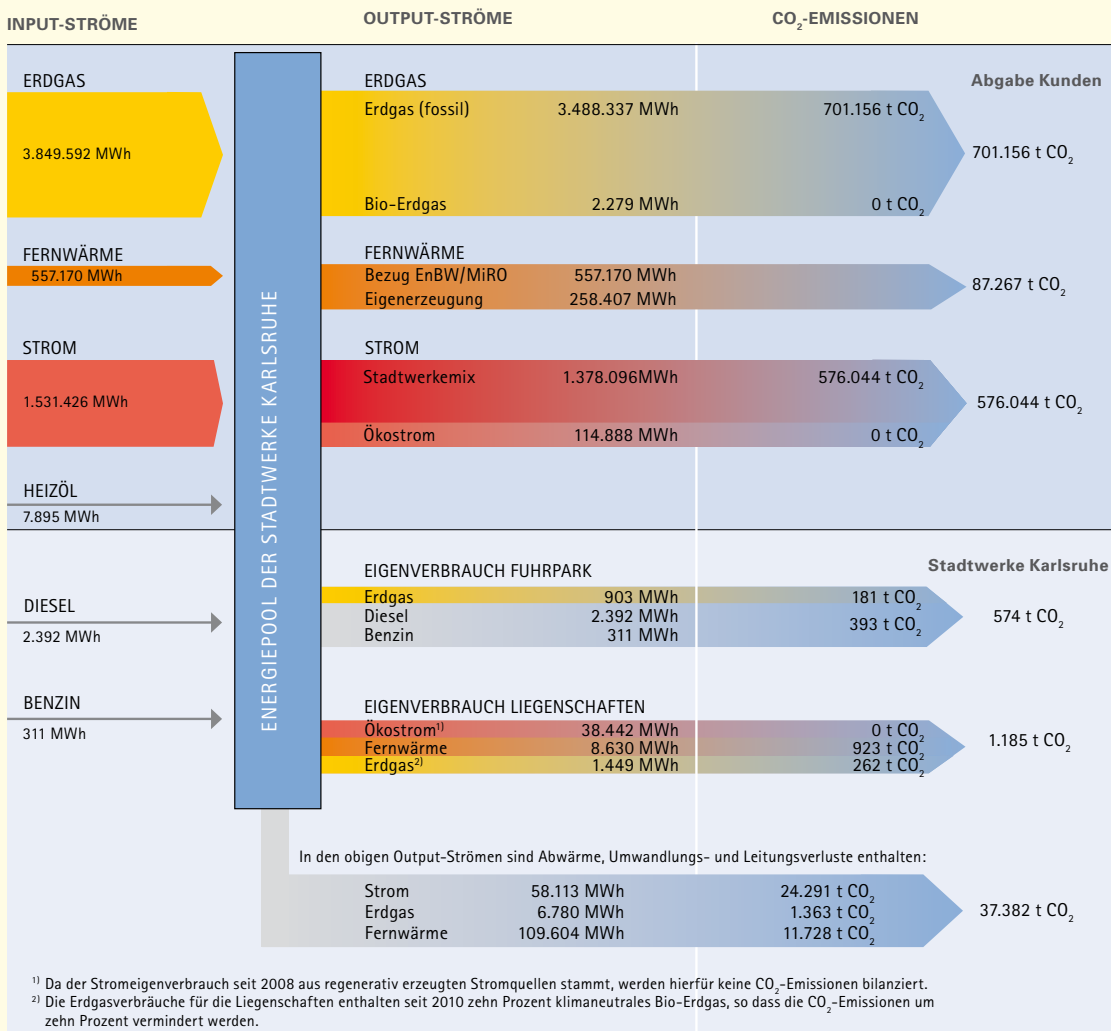 INPUT-STRÖME
OUTPUT-STRÖME
CO₂-EMISSIONEN
ERDGAS
3.849.592 MWh
FERNWÄRME
557.170 MWh
STROM
1.531.426 MWh
HEIZÖL
7.895 MWh
DIESEL
2.392 MWh
BENZIN
311 MWh
ENERGIEPOOL DER STADTWERKE KARLSRUHE
Abgabe Kunden
ERDGAS
Erdgas (fossil) 3.488.337 MWh 701.156 t CO₂
701.156 t CO₂
Bio-Erdgas 2.279 MWh 0 t CO₂
FERNWÄRME
Bezug EnBW/MiRO 557.170 MWh
87.267 t CO₂
Eigenerzeugung 258.407 MWh
STROM
Stadtwerkemix 1.378.096MWh 576.044 t CO₂
576.044 t CO₂
Ökostrom 114.888 MWh 0 t CO₂
Stadtwerke Karlsruhe
EIGENVERBRAUCH FUHRPARK
Erdgas 903 MWh 181 t CO₂
Diesel 2.392 MWh 393 t CO₂
574 t CO₂
Benzin 311 MWh
EIGENVERBRAUCH LIEGENSCHAFTEN
Ökostrom¹⁾ 38.442 MWh 0 t CO₂
Fernwärme 8.630 MWh 923 t CO₂
1.185 t CO₂
Erdgas²⁾ 1.449 MWh 262 t CO₂
In den obigen Output-Strömen sind Abwärme, Umwandlungs- und Leitungsverluste enthalten:
Strom 58.113 MWh 24.291 t CO₂
Erdgas 6.780 MWh 1.363 t CO₂
37.382 t CO₂
Fernwärme 109.604 MWh 11.728 t CO₂
¹⁾ Da der Stromeigenverbrauch seit 2008 aus regenerativ erzeugten Stromquellen stammt, werden hierfür keine CO₂-Emissionen bilanziert.
²⁾ Die Erdgasverbräuche für die Liegenschaften enthalten seit 2010 zehn Prozent klimaneutrales Bio-Erdgas, so dass die CO₂-Emissionen um
zehn Prozent vermindert werden.